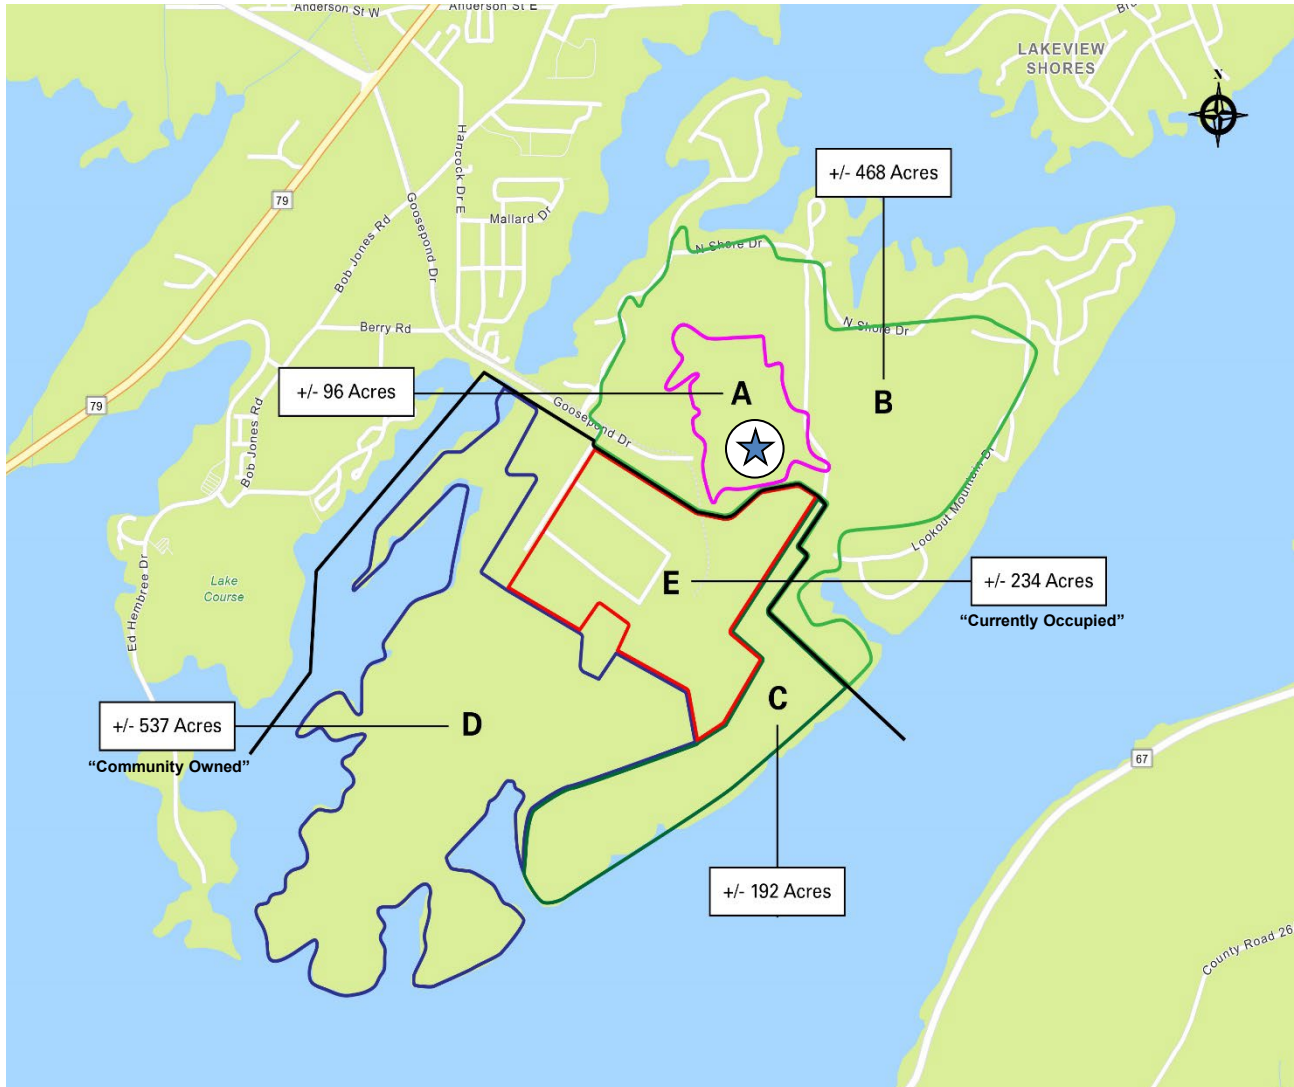 Anderson St W
Anderson St E
LAKEVIEW
SHORES
N
Hancock Dr E
+/- 468 Acres
79
Goosepond Dr
Mallard Dr
Bob Jones Rd
N Shore Dr
Berry Rd
N Shore Dr
+/- 96 Acres
A
B
79
Goosepond Dr
Bob Jones Rd
Lookout Mountain Dr
E
+/- 234 Acres
“Currently Occupied”
Lake
Course
Ed Hembree Dr
C
+/- 537 Acres
“Community Owned”
D
67
+/- 192 Acres
County Road 26